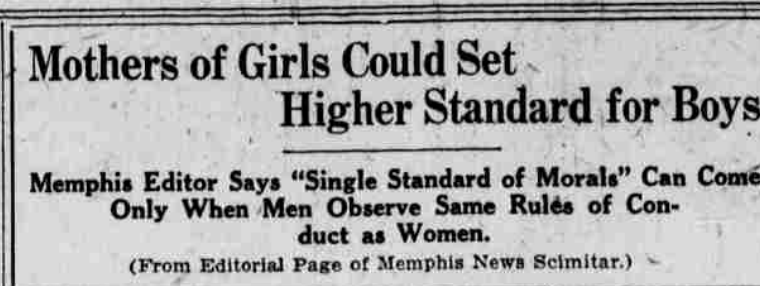 Mothers of Girls Could Set
Higher Standard for Boys
Memphis Editor Says "Single Standard of Morals" Can Come
Only When Men Observe Same Rules of Con-
duct as Women.
(From Editorial Page of Memphis News Scimitar.)